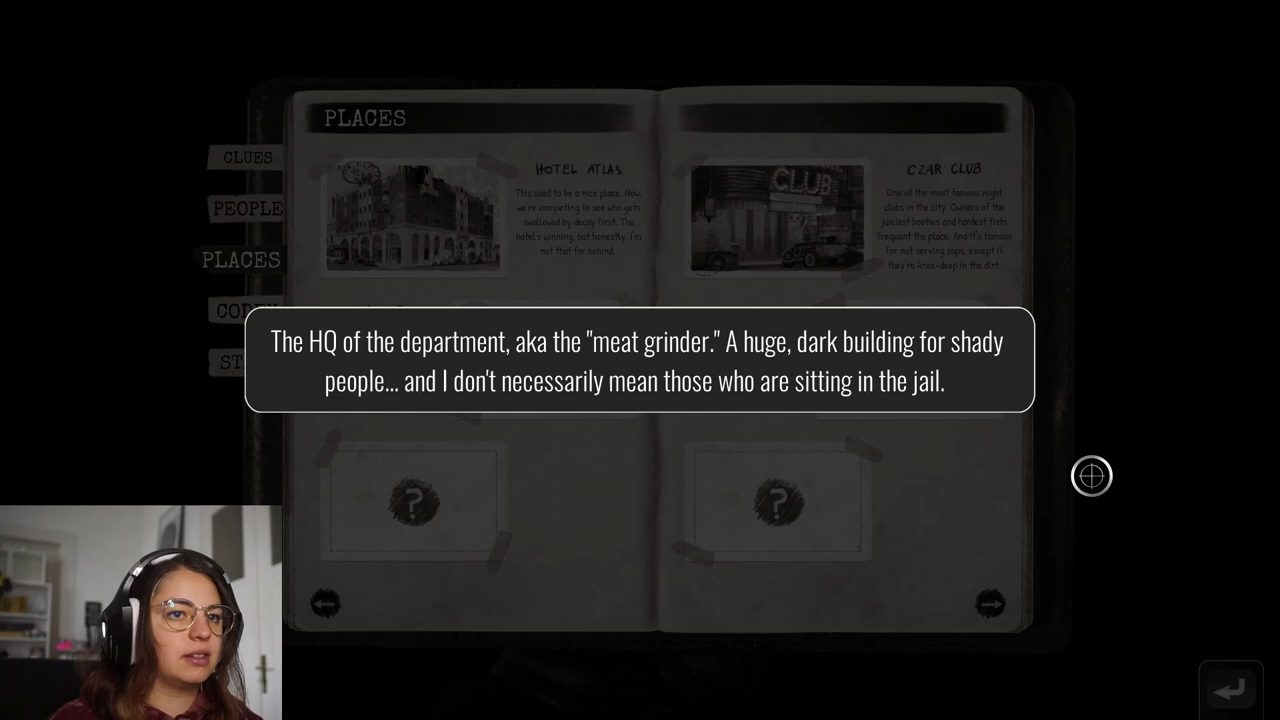 PLACES
CLUES
PEOPLE
PLACES
HOTEL ATLAS
This used to be a nice place. Now,
we're competing to see who gets
swallowed by decay first. The
hotel's winning, but honestly, i'm
not that far behind.
CLUB
CZAR CLUB
One of the most famous night
clubs in the city. Owners of the
juiciest booties and hardest fists
frequent the place. And it's famous
for not serving cops, except if
they're knee-deep in the dirt.
The HQ of the department, aka the "meat grinder." A huge, dark building for shady
people... and I don't necessarily mean those who are sitting in the jail.
?
?